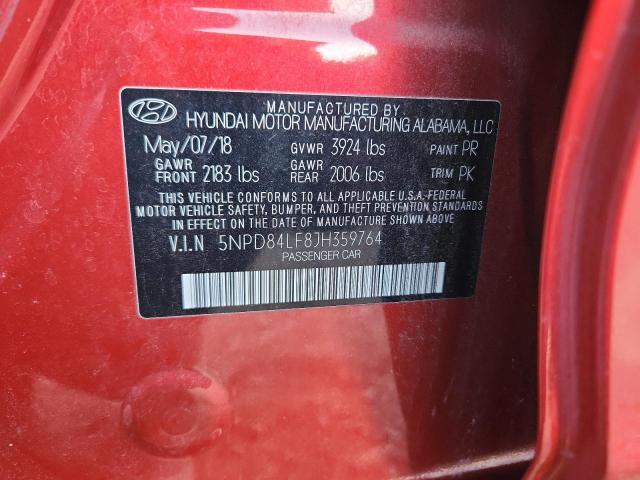 MANUFACTURED BY
HYUNDAI MOTOR MANUFACTURING ALABAMA, LLC
May/07/18 GVWR 3924 lbs PAINT PR
GAWR FRONT 2183 lbs GAWR REAR 2006 lbs TRIM PK
THIS VEHICLE CONFORMS TO ALL APPLICABLE U.S.A.-FEDERAL
MOTOR VEHICLE SAFETY, BUMPER, AND THEFT PREVENTION STANDARDS
IN EFFECT ON THE DATE OF MANUFACTURE SHOWN ABOVE.
V.I.N 5NPD84LF8JH359764
PASSENGER CAR